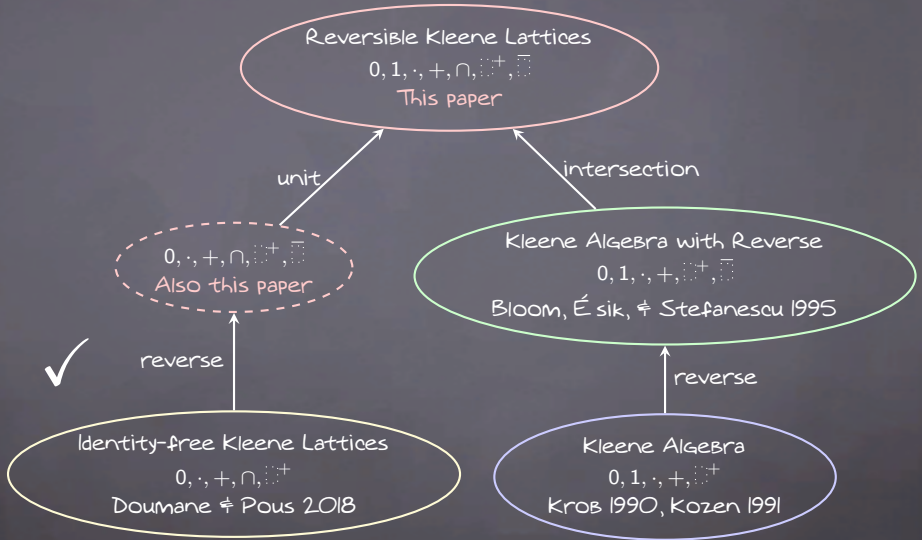 Reversible Kleene Lattices
0, 1, ·, +, ∩, ⬚⁺, ⬚̅
This paper
unit
intersection
0, ·, +, ∩, ⬚⁺, ⬚̅
Also this paper
Kleene Algebra with Reverse
0, 1, ·, +, ⬚⁺, ⬚̅
Bloom, É sik, & Stefanescu 1995
✓
reverse
reverse
Identity-free Kleene Lattices
0, ·, +, ∩, ⬚⁺
Doumane & Pous 2018
Kleene Algebra
0, 1, ·, +, ⬚⁺
Krob 1990, Kozen 1991